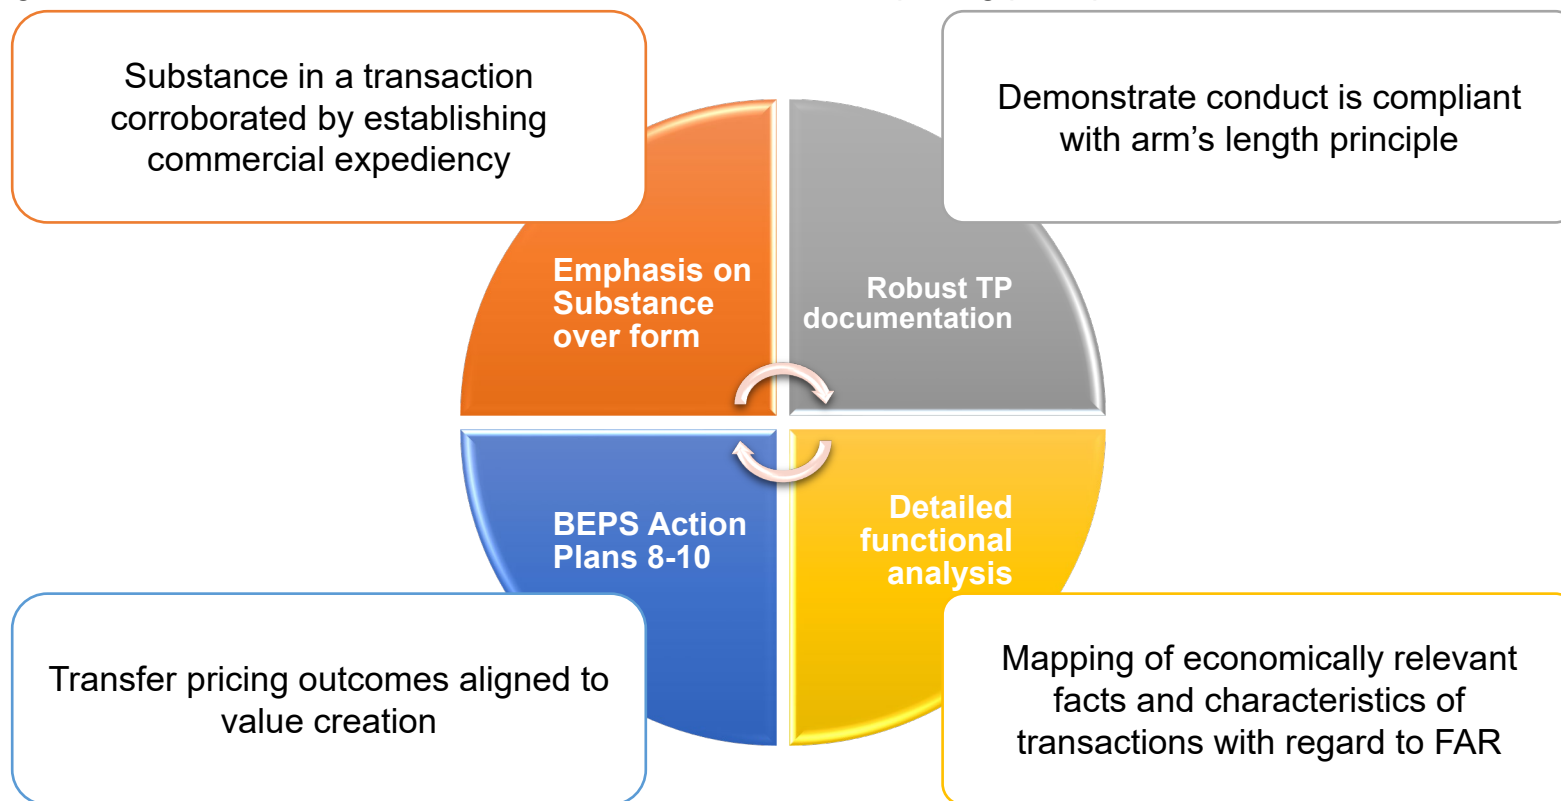 Substance in a transaction
corroborated by establishing
commercial expediency
Demonstrate conduct is compliant
with arm’s length principle
Emphasis on
Substance
over form
Robust TP
documentation
BEPS Action
Plans 8-10
Detailed
functional
analysis
Transfer pricing outcomes aligned to
value creation
Mapping of economically relevant
facts and characteristics of
transactions with regard to FAR